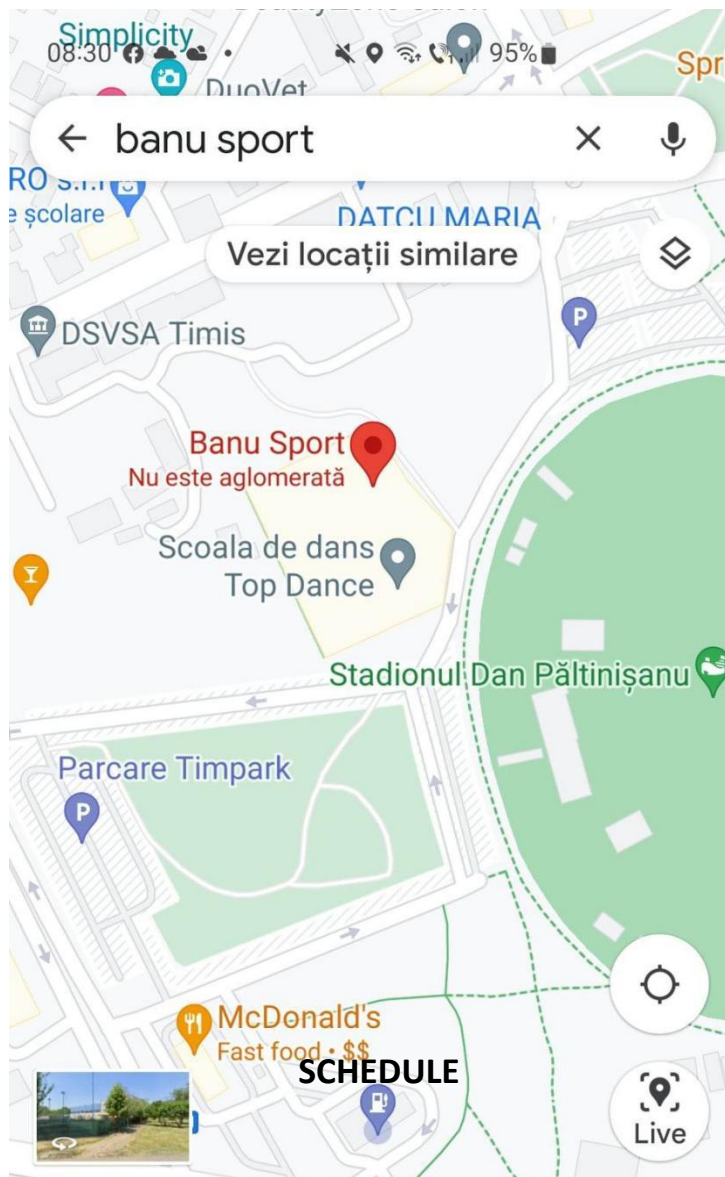 Simplicity
08:30
95%
DuoVet
Spr
banu sport
RO s.r.l
e școlare
DATCU MARIA
Vezi locații similare
DSVSA Timis
P
Banu Sport
Nu este aglomerată
Scoala de dans
Top Dance
Stadionul Dan Păltinișanu
Parcare Timpark
P
McDonald's
Fast food • $$
SCHEDULE
Live